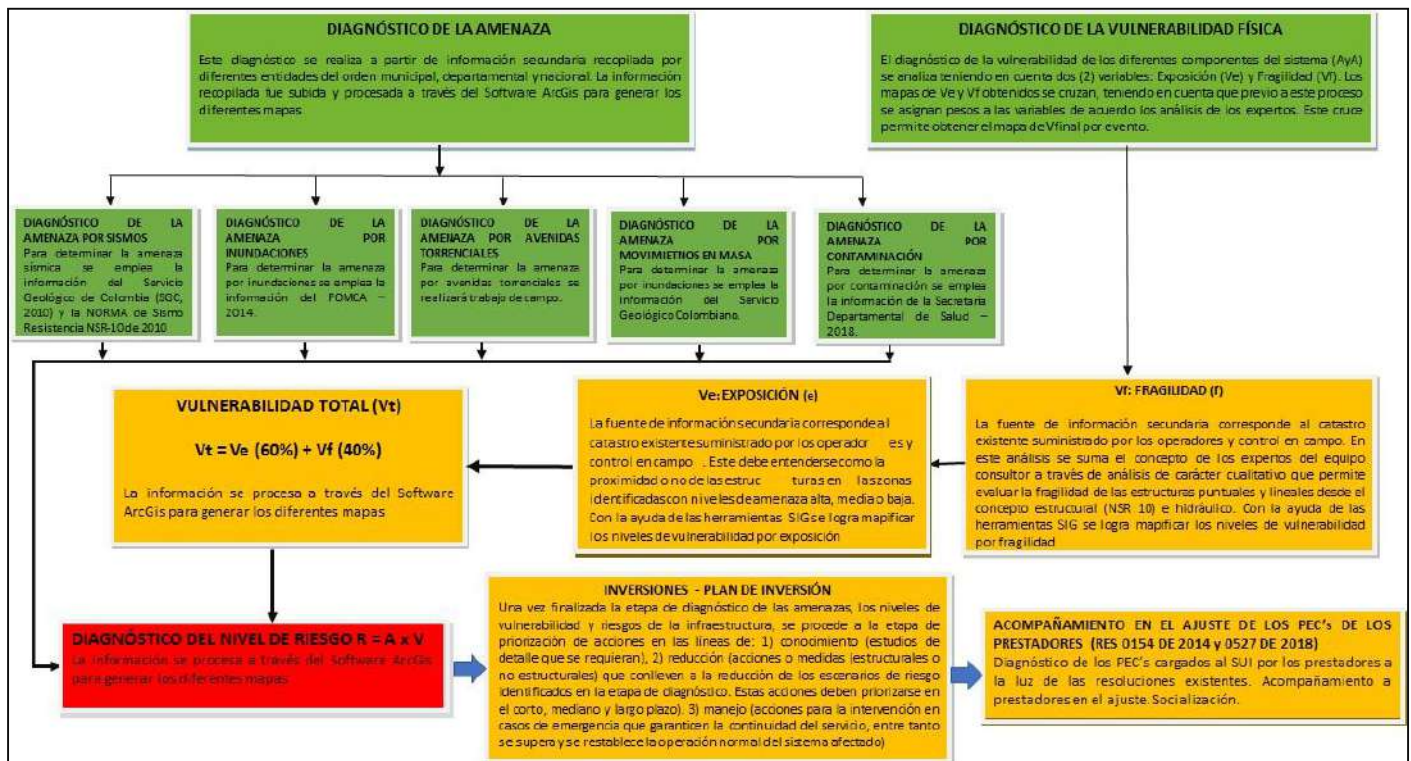 DIAGNÓSTICO DE LA AMENAZA
Este diagnóstico se realiza a partir de información secundaria recopilada por
diferentes entidades del orden municipal, departamental y nacional. La información
recopilada fue subida y procesada a través del Software ArcGis para generar los
diferentes mapas
DIAGNÓSTICO DE LA VULNERABILIDAD FÍSICA
El diagnóstico de la vulnerabilidad de los diferentes componentes del sistema (AyA)
se analiza teniendo en cuenta dos (2) variables: Exposición (Ve) y Fragilidad (Vf). Los
mapas de Ve y Vf obtenidos se cruzan, teniendo en cuenta que previo a este proceso
se asignan pesos a las variables de acuerdo los análisis de los expertos. Este cruce
permite obtener el mapa de Vfinal por evento.
DIAGNÓSTICO DE LA
AMENAZA POR SISMOS
Para determinar la amenaza
sísmica se emplea la
información del Servicio
Geológico de Colombia (SGC,
2010) y la NORMA de Sismo
Resistencia NSR-10 de 2010
DIAGNÓSTICO DE LA
AMENAZA POR
INUNDACIONES
Para determinar la amenaza
por inundaciones se emplea la
información del POMCA –
2014.
DIAGNÓSTICO DE LA
AMENAZA POR AVENIDAS
TORRENCIALES
Para determinar la amenaza
por avenidas torrenciales se
realizará trabajo de campo.
DIAGNÓSTICO DE LA
AMENAZA POR
MOVIMIETNOS EN MASA
Para determinar la amenaza
por inundaciones se emplea la
información del Servicio
Geológico Colombiano.
DIAGNÓSTICO DE LA
AMENAZA POR
CONTAMINACIÓN
Para determinar la amenaza
por contaminación se emplea
la información de la Secretaria
Departamental de Salud –
2018.
VULNERABILIDAD TOTAL (Vt)
Vt = Ve (60%) + Vf (40%)
La información se procesa a través del Software
ArcGis para generar los diferentes mapas
Ve: EXPOSICIÓN (e)
La fuente de información secundaria corresponde al
catastro existente suministrado por los operador es y
control en campo . Este debe entenderse como la
proximidad o no de las estruc turas en las zonas
identificadas con niveles de amenaza alta, media o baja.
Con la ayuda de las herramientas SIG se logra mapificar
los niveles de vulnerabilidad por exposición
Vf: FRAGILIDAD (f)
La fuente de información secundaria corresponde al catastro
existente suministrado por los operadores y control en campo. En
este análisis se suma el concepto de los expertos del equipo
consultor a través de análisis de carácter cualitativo que permite
evaluar la fragilidad de las estructuras puntuales y lineales desde el
concepto estructural (NSR 10) e hidráulico. Con la ayuda de las
herramientas SIG se logra mapificar los niveles de vulnerabilidad
por fragilidad
DIAGNÓSTICO DEL NIVEL DE RIESGO R = A x V
La información se procesa a través del Software ArcGis
para generar los diferentes mapas
INVERSIONES - PLAN DE INVERSIÓN
Una vez finalizada la etapa de diagnóstico de las amenazas, los niveles de
vulnerabilidad y riesgos de la infraestructura, se procede a la etapa de
priorización de acciones en las líneas de: 1) conocimiento (estudios de
detalle que se requieran), 2) reducción (acciones o medidas (estructurales o
no estructurales) que conlleven a la reducción de los escenarios de riesgo
identificados en la etapa de diagnóstico. Estas acciones deben priorizarse en
el corto, mediano y largo plazo). 3) manejo (acciones para la intervención en
casos de emergencia que garanticen la continuidad del servicio, entre tanto
se supera y se restablece la operación normal del sistema afectado)
ACOMPAÑAMIENTO EN EL AJUSTE DE LOS PEC's DE LOS
PRESTADORES (RES 0154 DE 2014 y 0527 DE 2018)
Diagnóstico de los PEC's cargados al SUI por los prestadores a
la luz de las resoluciones existentes. Acompañamiento a
prestadores en el ajuste. Socialización.